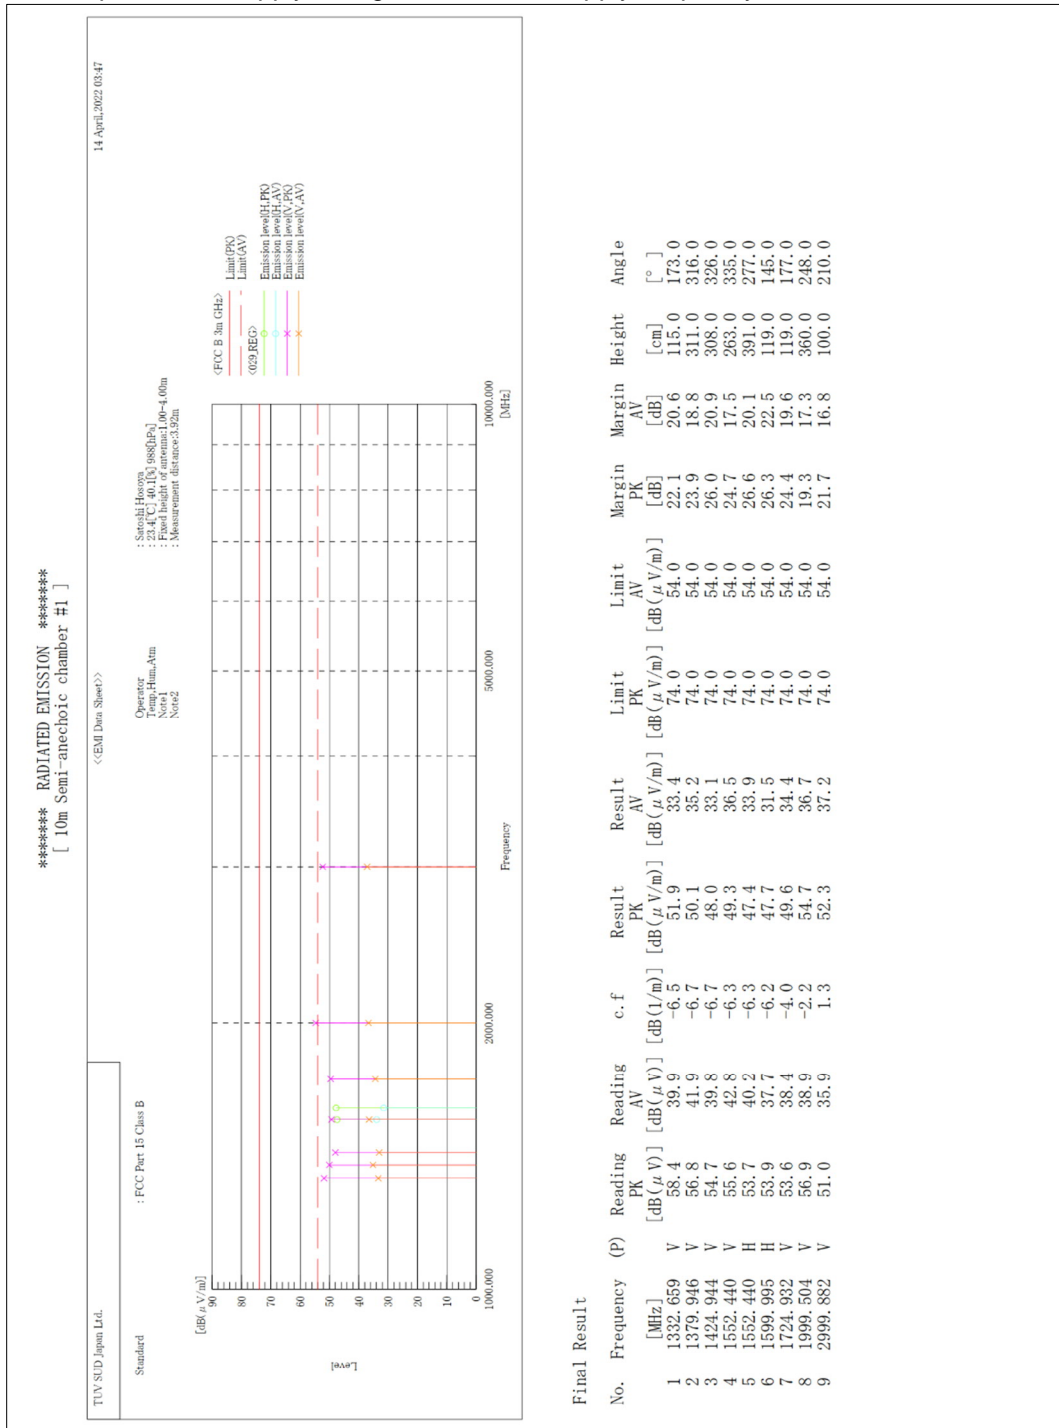 ****** RADIATED EMISSION ******
[ 10m Semi-anechoic chamber #1 ]
TUV SUD Japan Ltd.
<<EMI Data Sheet>>
14 April,2022 03:47
Standard : FCC Part 15 Class B
Operator : Satoshi Hosoya
Temp,Hum,Atm : 23.4[℃] 40.1[%] 988[hPa]
Note1 : Fixed height of antenna:1.00-4.00m
Note2 : Measurement distance:3.92m
<FCC B 3m GHz>
Limit(PK)
Limit(AV)
<029_REG>
Emission level(H,PK)
Emission level(H,AV)
Emission level(V,PK)
Emission level(V,AV)
[dB(μV/m)]
90
80
70
60
50
40
30
20
10
0
Level
1000.000 2000.000 5000.000 10000.000
Frequency [MHz]
Final Result
No. Frequency (P) Reading Reading c.f Result Result Limit Limit Margin Margin Height Angle
PK AV PK AV PK AV PK AV
[MHz] [dB(μV)] [dB(μV)] [dB(1/m)] [dB(μV/m)] [dB(μV/m)] [dB(μV/m)] [dB(μV/m)] [dB] [dB] [cm] [°]
1 1332.659 V 58.4 39.9 -6.5 51.9 33.4 74.0 54.0 22.1 20.6 115.0 173.0
2 1379.946 V 56.8 41.9 -6.7 50.1 35.2 74.0 54.0 23.9 18.8 311.0 316.0
3 1424.944 V 54.7 39.8 -6.7 48.0 33.1 74.0 54.0 26.0 20.9 308.0 326.0
4 1552.440 V 55.6 42.8 -6.3 49.3 36.5 74.0 54.0 24.7 17.5 263.0 335.0
5 1552.440 H 53.7 40.2 -6.3 47.4 33.9 74.0 54.0 26.6 20.1 391.0 277.0
6 1599.995 H 53.9 37.7 -6.2 47.7 31.5 74.0 54.0 26.3 22.5 119.0 145.0
7 1724.932 V 53.6 38.4 -4.0 49.6 34.4 74.0 54.0 24.4 19.6 119.0 177.0
8 1999.504 V 56.9 38.9 -2.2 54.7 36.7 74.0 54.0 19.3 17.3 360.0 248.0
9 2999.882 V 51.0 35.9 1.3 52.3 37.2 74.0 54.0 21.7 16.8 100.0 210.0